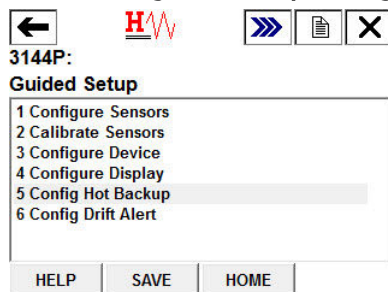 H
3144P:
Guided Setup
1 Configure Sensors
2 Calibrate Sensors
3 Configure Device
4 Configure Display
5 Config Hot Backup
6 Config Drift Alert
HELP SAVE HOME